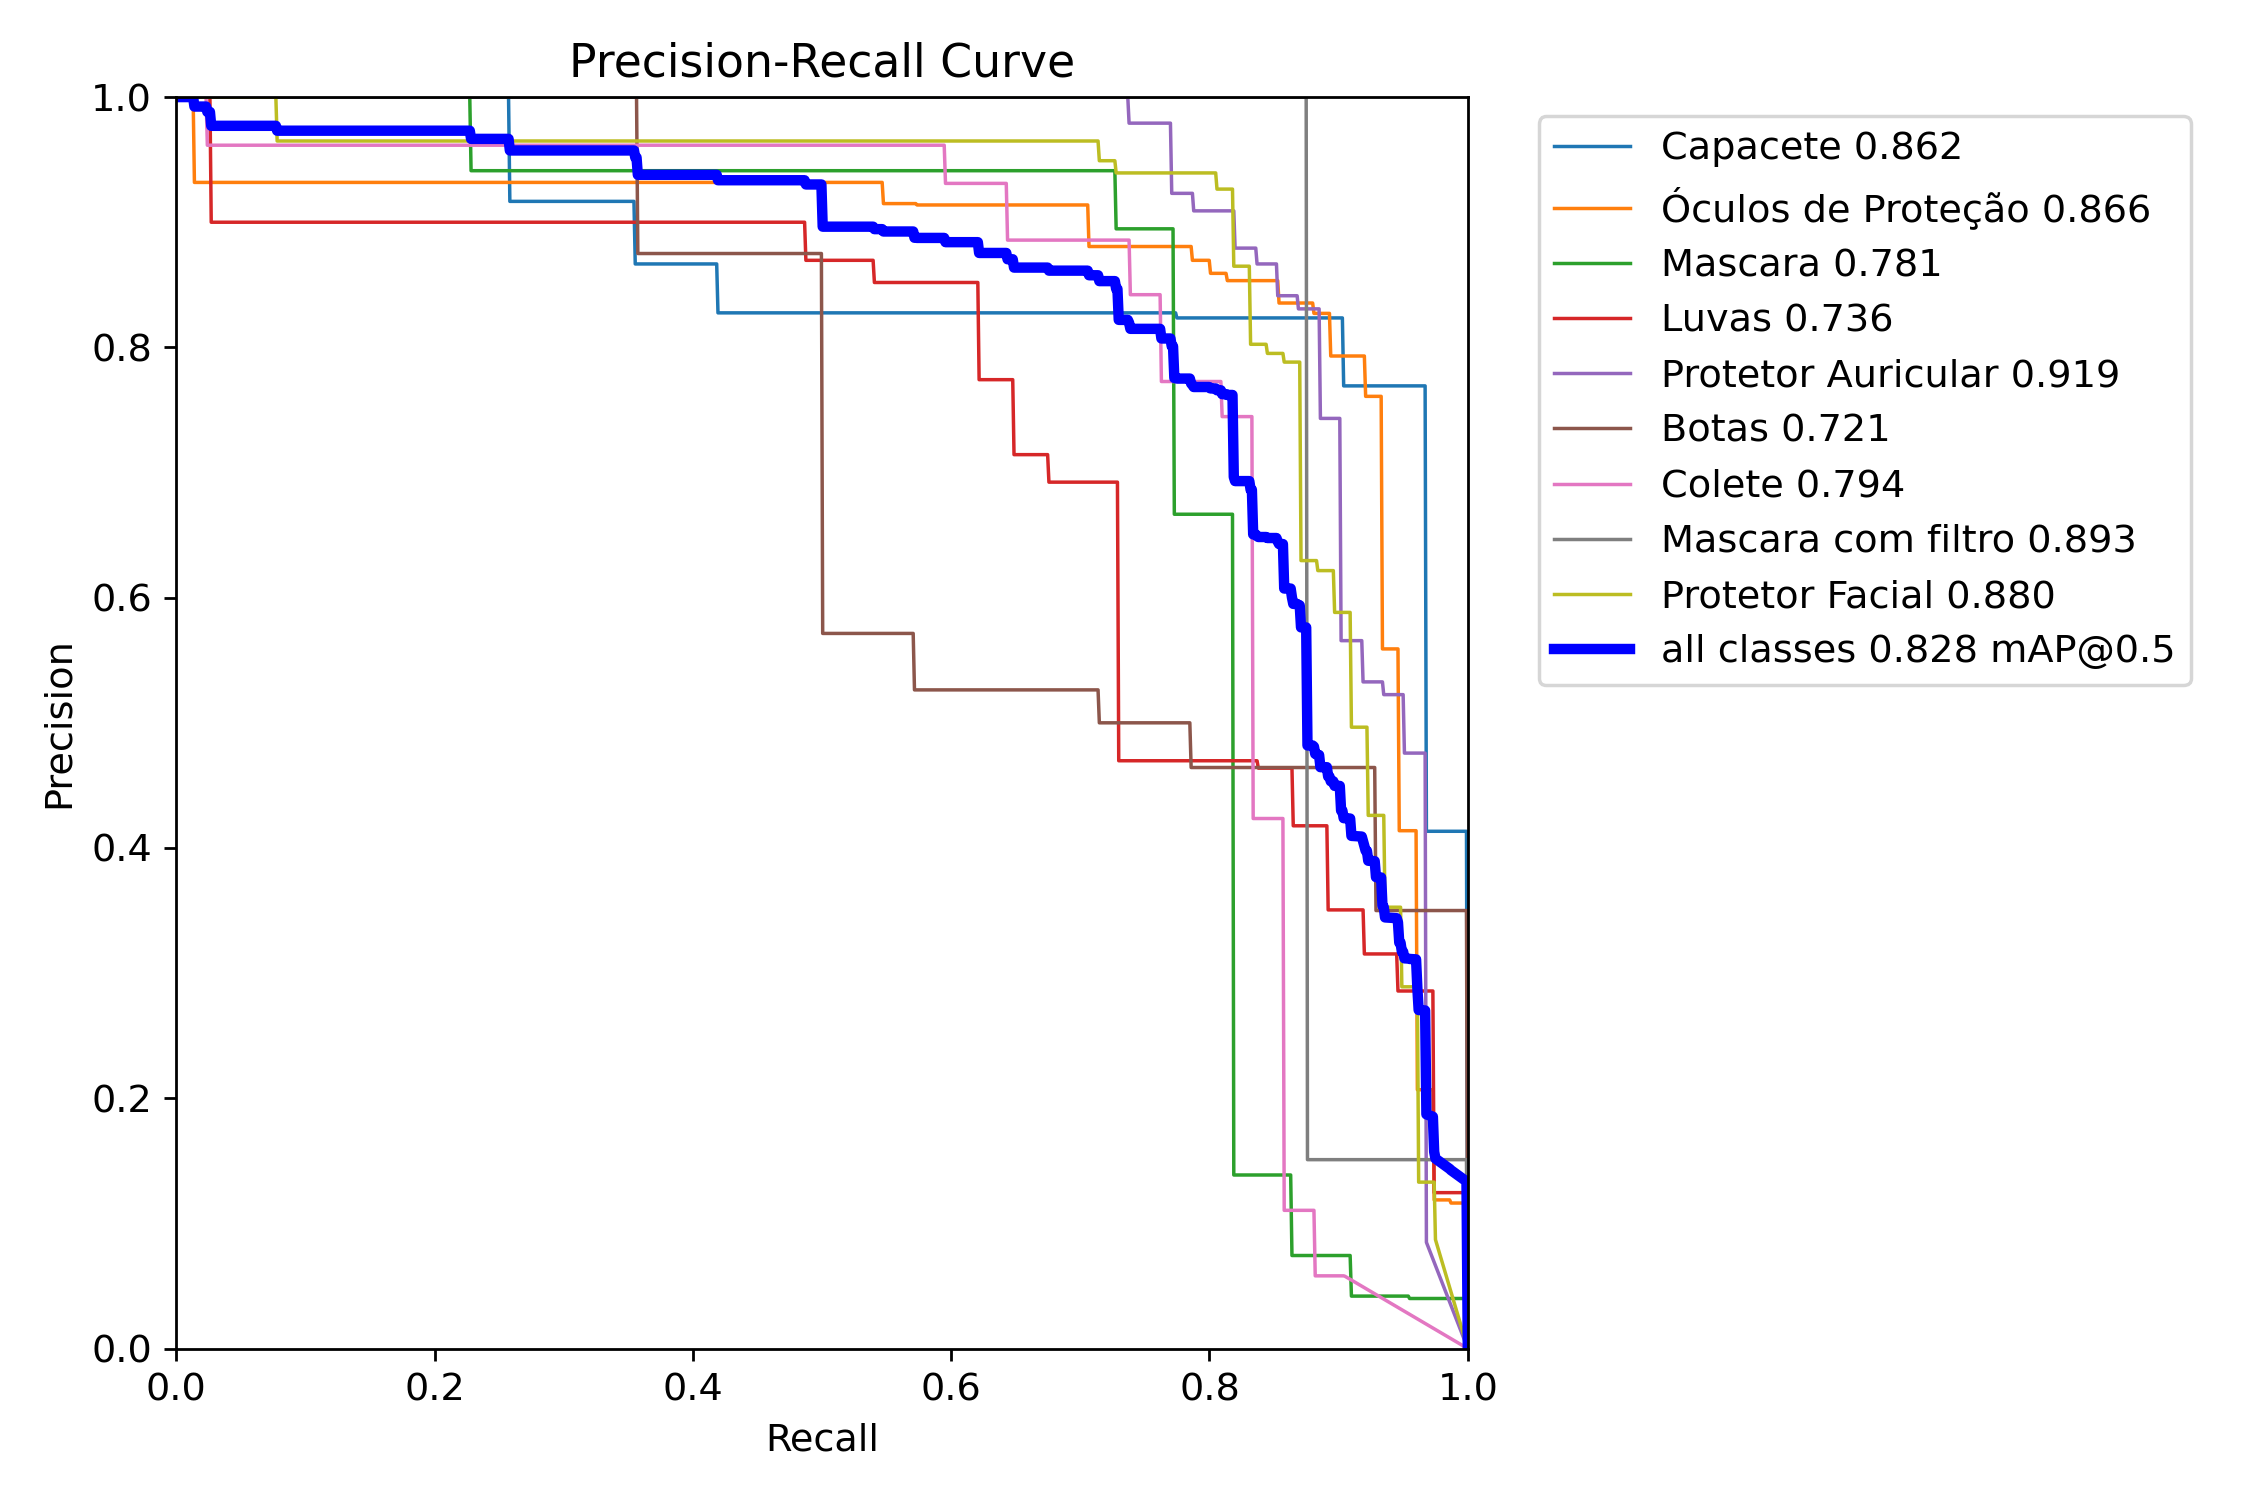 Precision-Recall Curve
1.0
0.8
0.6
0.4
0.2
0.0
Precision
0.0 0.2 0.4 0.6 0.8 1.0
Recall
Capacete 0.862
Óculos de Proteção 0.866
Mascara 0.781
Luvas 0.736
Protetor Auricular 0.919
Botas 0.721
Colete 0.794
Mascara com filtro 0.893
Protetor Facial 0.880
all classes 0.828 mAP@0.5